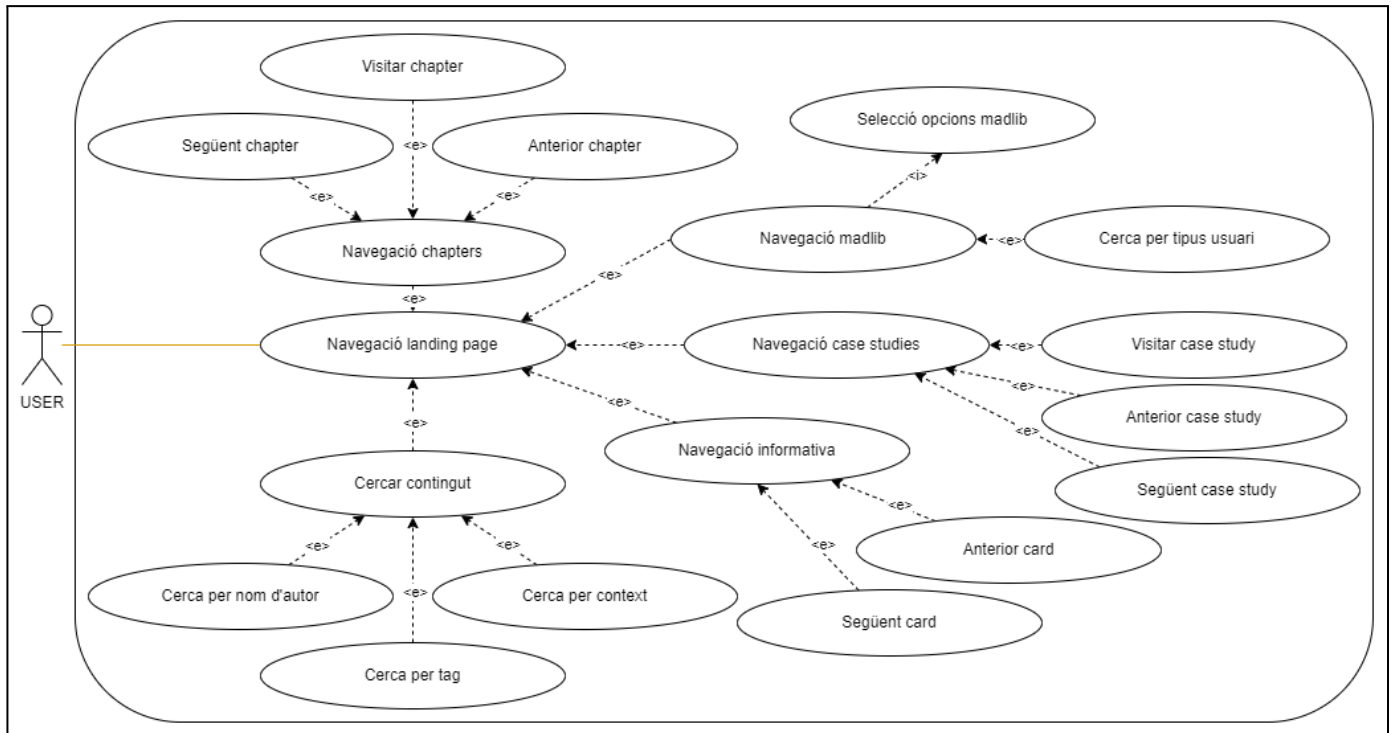 Visitar chapter
Següent chapter
Anterior chapter
<e>
<e>
<e>
Navegació chapters
<e>
Selecció opcions madlib
<i>
Navegació madlib
<e>
Cerca per tipus usuari
<e>
USER
Navegació landing page
<e>
Navegació case studies
<e>
Visitar case study
<e>
Anterior case study
<e>
Següent case study
<e>
Navegació informativa
<e>
Anterior card
<e>
Següent card
<e>
Cercar contingut
<e>
<e>
<e>
Cerca per nom d'autor
Cerca per context
Cerca per tag